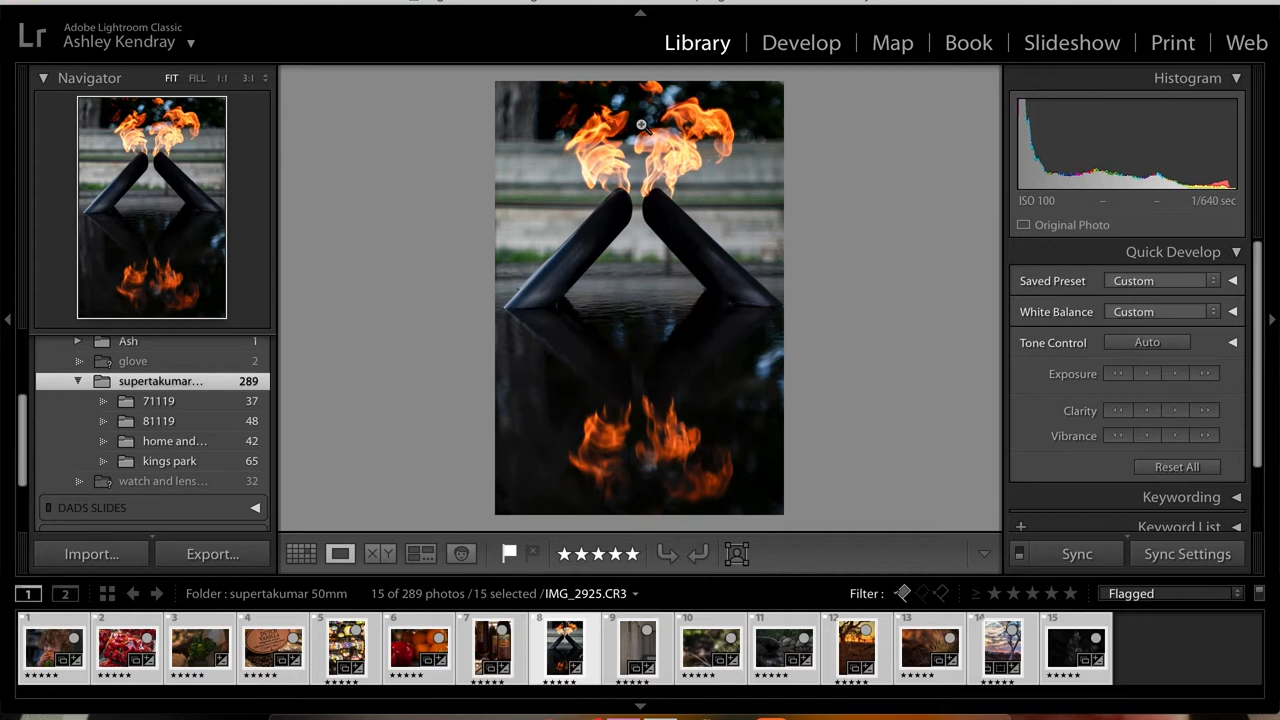 Lr
Adobe Lightroom Classic
Ashley Kendray
Library | Develop | Map | Book | Slideshow | Print | Web
Navigator FIT FILL 1:1 3:1
Ash 1
glove 2
supertakumar... 289
71119 37
81119 48
home and... 42
kings park 65
watch and lens... 32
DADS SLIDES
Import... Export...
Histogram
ISO 100 – – 1/640 sec
Original Photo
Quick Develop
Saved Preset Custom
White Balance Custom
Tone Control Auto
Exposure
Clarity
Vibrance
Reset All
Keywording
+ Keyword List
Sync Sync Settings
XY
1 2 Folder : supertakumar 50mm 15 of 289 photos /15 selected /IMG_2925.CR3 Filter : Flagged
1 2 3 4 5 6 7 8 9 10 11 12 13 14 15